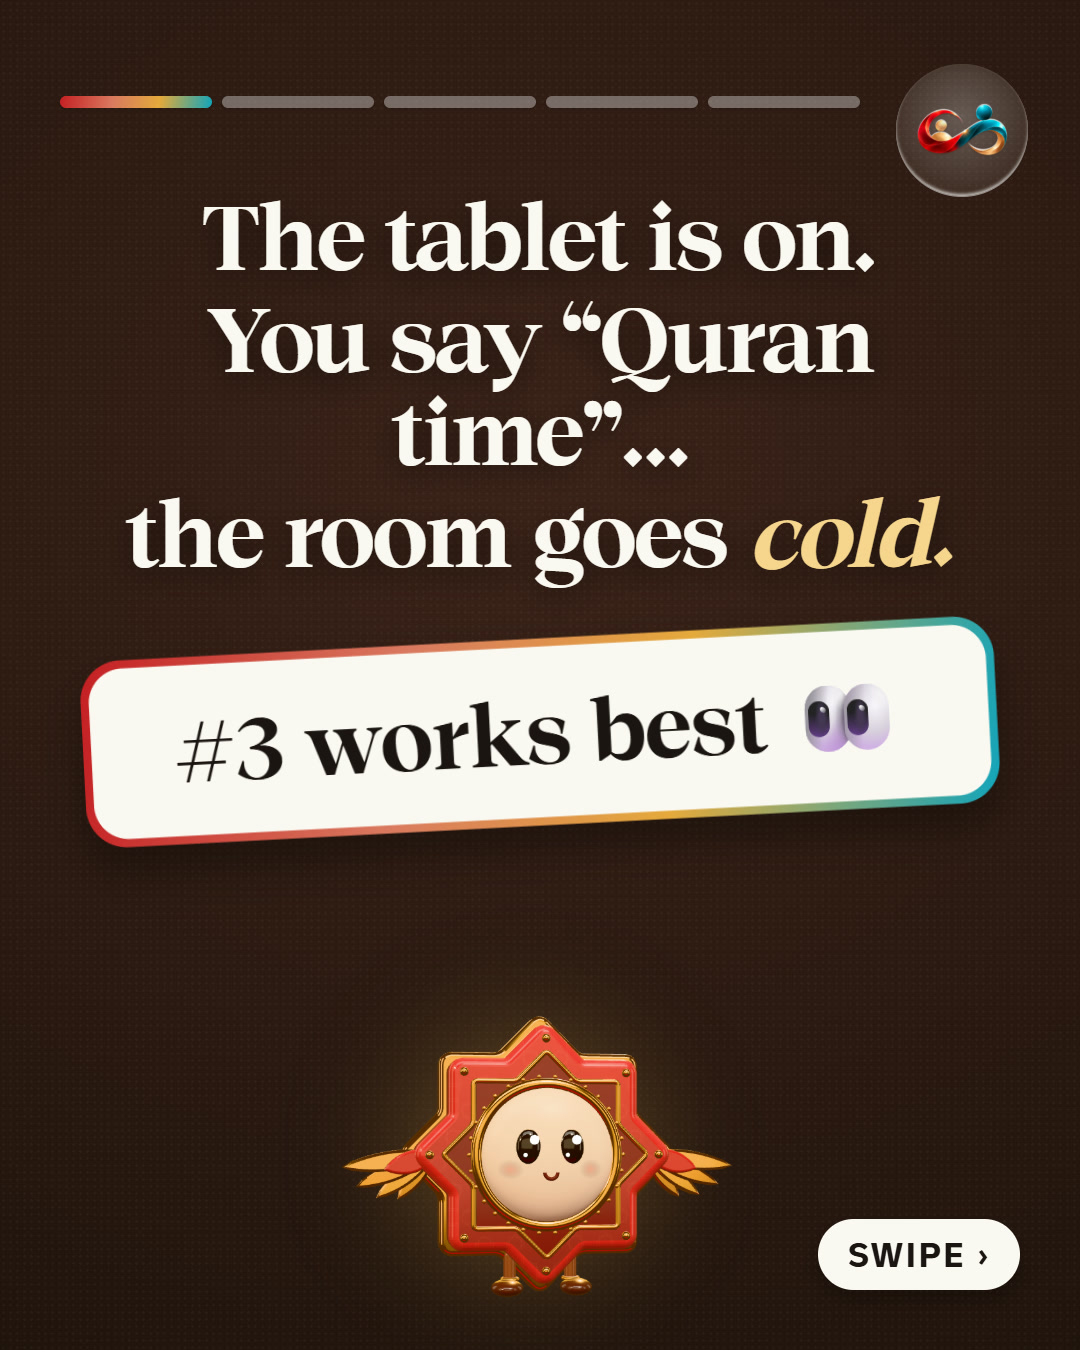 The tablet is on.
You say “Quran
time”...
the room goes cold.
#3 works best 👀
SWIPE ›